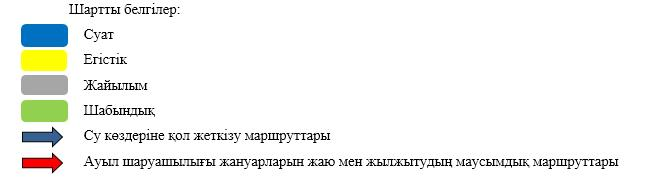 Шартты белгілер:
Суат
Егістік
Жайылым
Шабындық
Су көздеріне қол жеткізу маршруттары
Ауыл шаруашылығы жануарларын жаю мен жылжытудың маусымдық маршруттары